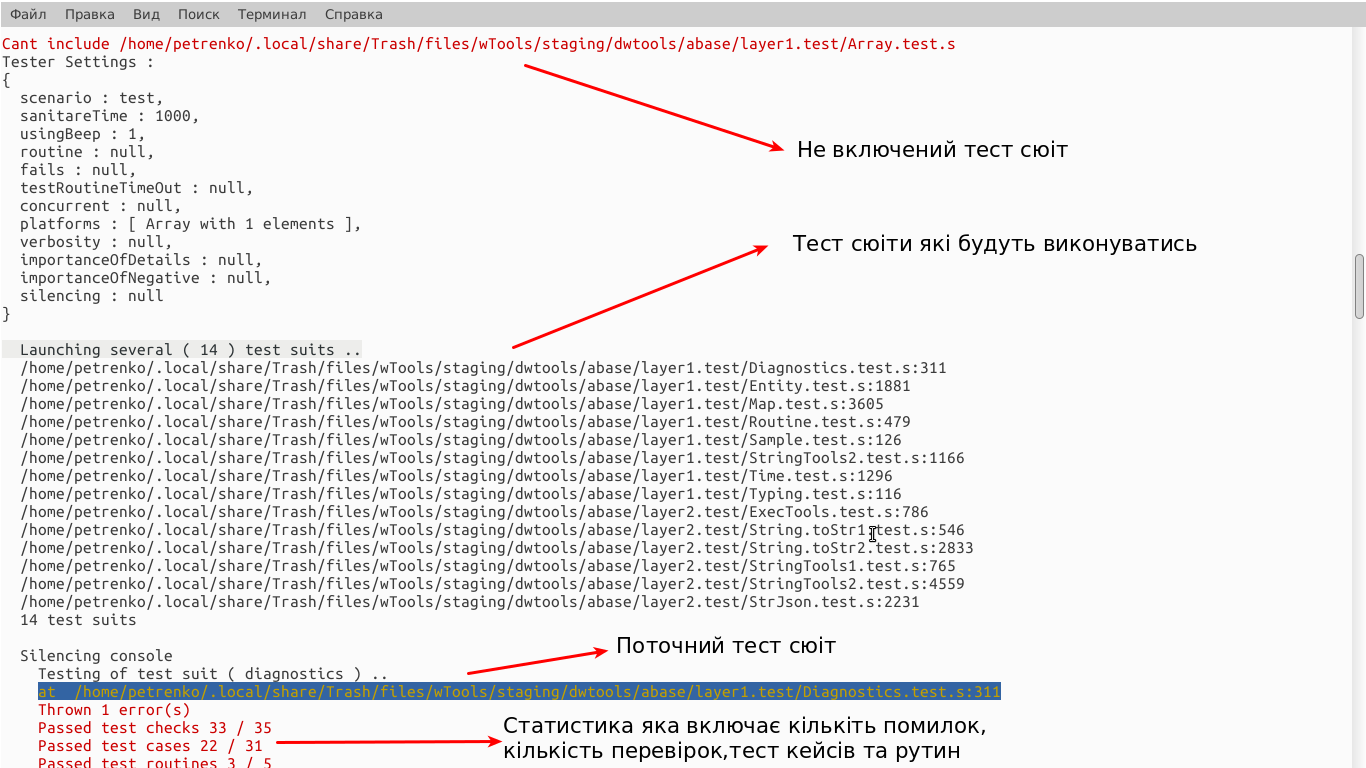 Файл Правка Вид Поиск Терминал Справка
Cant include /home/petrenko/.local/share/Trash/files/wTools/staging/dwtools/abase/layer1.test/Array.test.s
Tester Settings :
{
scenario : test,
sanitareTime : 1000,
usingBeep : 1,
routine : null,
Не включений тест сюіт
fails : null,
testRoutineTimeOut : null,
concurrent : null,
platforms : [ Array with 1 elements ],
verbosity : null,
Тест сюіти які будуть виконуватись
importanceOfDetails : null,
importanceOfNegative : null,
silencing : null
}
Launching several ( 14 ) test suits ..
/home/petrenko/.local/share/Trash/files/wTools/staging/dwtools/abase/layer1.test/Diagnostics.test.s:311
/home/petrenko/.local/share/Trash/files/wTools/staging/dwtools/abase/layer1.test/Entity.test.s:1881
/home/petrenko/.local/share/Trash/files/wTools/staging/dwtools/abase/layer1.test/Map.test.s:3605
/home/petrenko/.local/share/Trash/files/wTools/staging/dwtools/abase/layer1.test/Routine.test.s:479
/home/petrenko/.local/share/Trash/files/wTools/staging/dwtools/abase/layer1.test/Sample.test.s:126
/home/petrenko/.local/share/Trash/files/wTools/staging/dwtools/abase/layer1.test/StringTools2.test.s:1166
/home/petrenko/.local/share/Trash/files/wTools/staging/dwtools/abase/layer1.test/Time.test.s:1296
/home/petrenko/.local/share/Trash/files/wTools/staging/dwtools/abase/layer1.test/Typing.test.s:116
/home/petrenko/.local/share/Trash/files/wTools/staging/dwtools/abase/layer2.test/ExecTools.test.s:786
/home/petrenko/.local/share/Trash/files/wTools/staging/dwtools/abase/layer2.test/String.toStr1.test.s:546
/home/petrenko/.local/share/Trash/files/wTools/staging/dwtools/abase/layer2.test/String.toStr2.test.s:2833
/home/petrenko/.local/share/Trash/files/wTools/staging/dwtools/abase/layer2.test/StringTools1.test.s:765
/home/petrenko/.local/share/Trash/files/wTools/staging/dwtools/abase/layer2.test/StringTools2.test.s:4559
/home/petrenko/.local/share/Trash/files/wTools/staging/dwtools/abase/layer2.test/StrJson.test.s:2231
14 test suits
Поточний тест сюіт
Silencing console
Testing of test suit ( diagnostics ) ..
at /home/petrenko/.local/share/Trash/files/wTools/staging/dwtools/abase/layer1.test/Diagnostics.test.s:311
Thrown 1 error(s)
Passed test checks 33 / 35
Passed test cases 22 / 31
Passed test routines 3 / 5
Статистика яка включає кількіть помилок,
кількість перевірок,тест кейсів та рутин